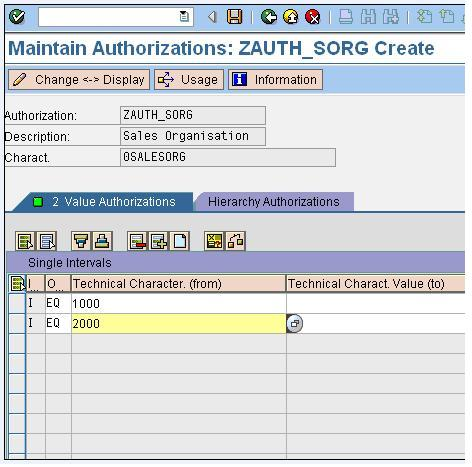 Maintain Authorizations: ZAUTH_SORG Create
Change <-> Display Usage Information
Authorization: ZAUTH_SORG
Description: Sales Organisation
Charact. 0SALESORG
2 Value Authorizations Hierarchy Authorizations
Single Intervals
I... O... Technical Character. (from) Technical Charact. Value (to)
I EQ 1000
I EQ 2000